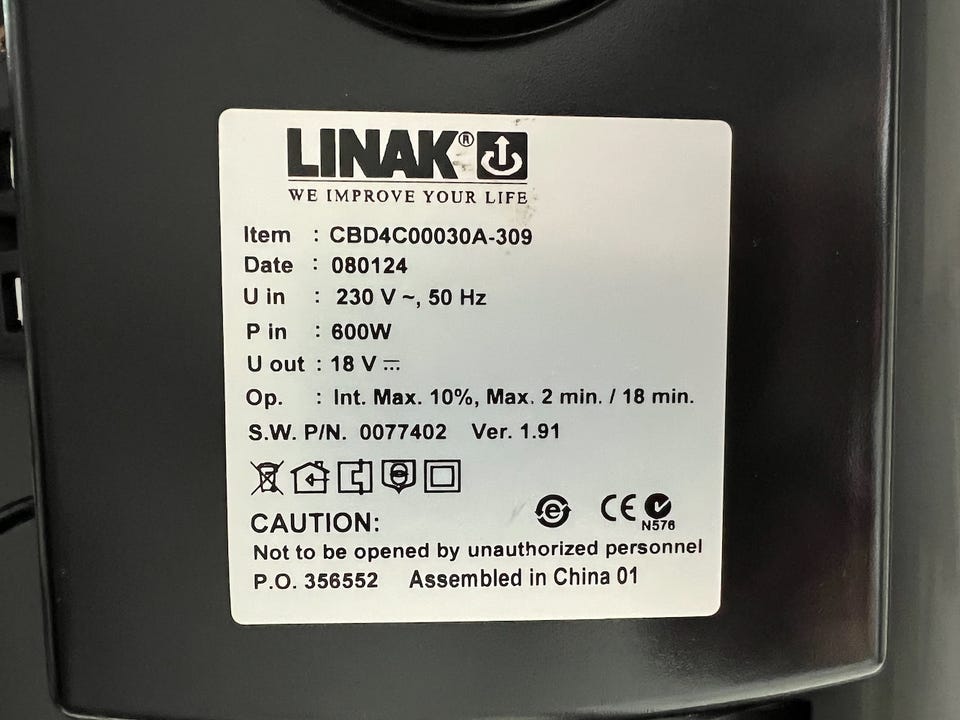 LINAK®
WE IMPROVE YOUR LIFE
Item : CBD4C00030A-309
Date : 080124
U in : 230 V ~, 50 Hz
P in : 600W
U out : 18 V ⎓
Op. : Int. Max. 10%, Max. 2 min. / 18 min.
S.W. P/N. 0077402 Ver. 1.91
e CE N576
CAUTION:
Not to be opened by unauthorized personnel
P.O. 356552 Assembled in China 01